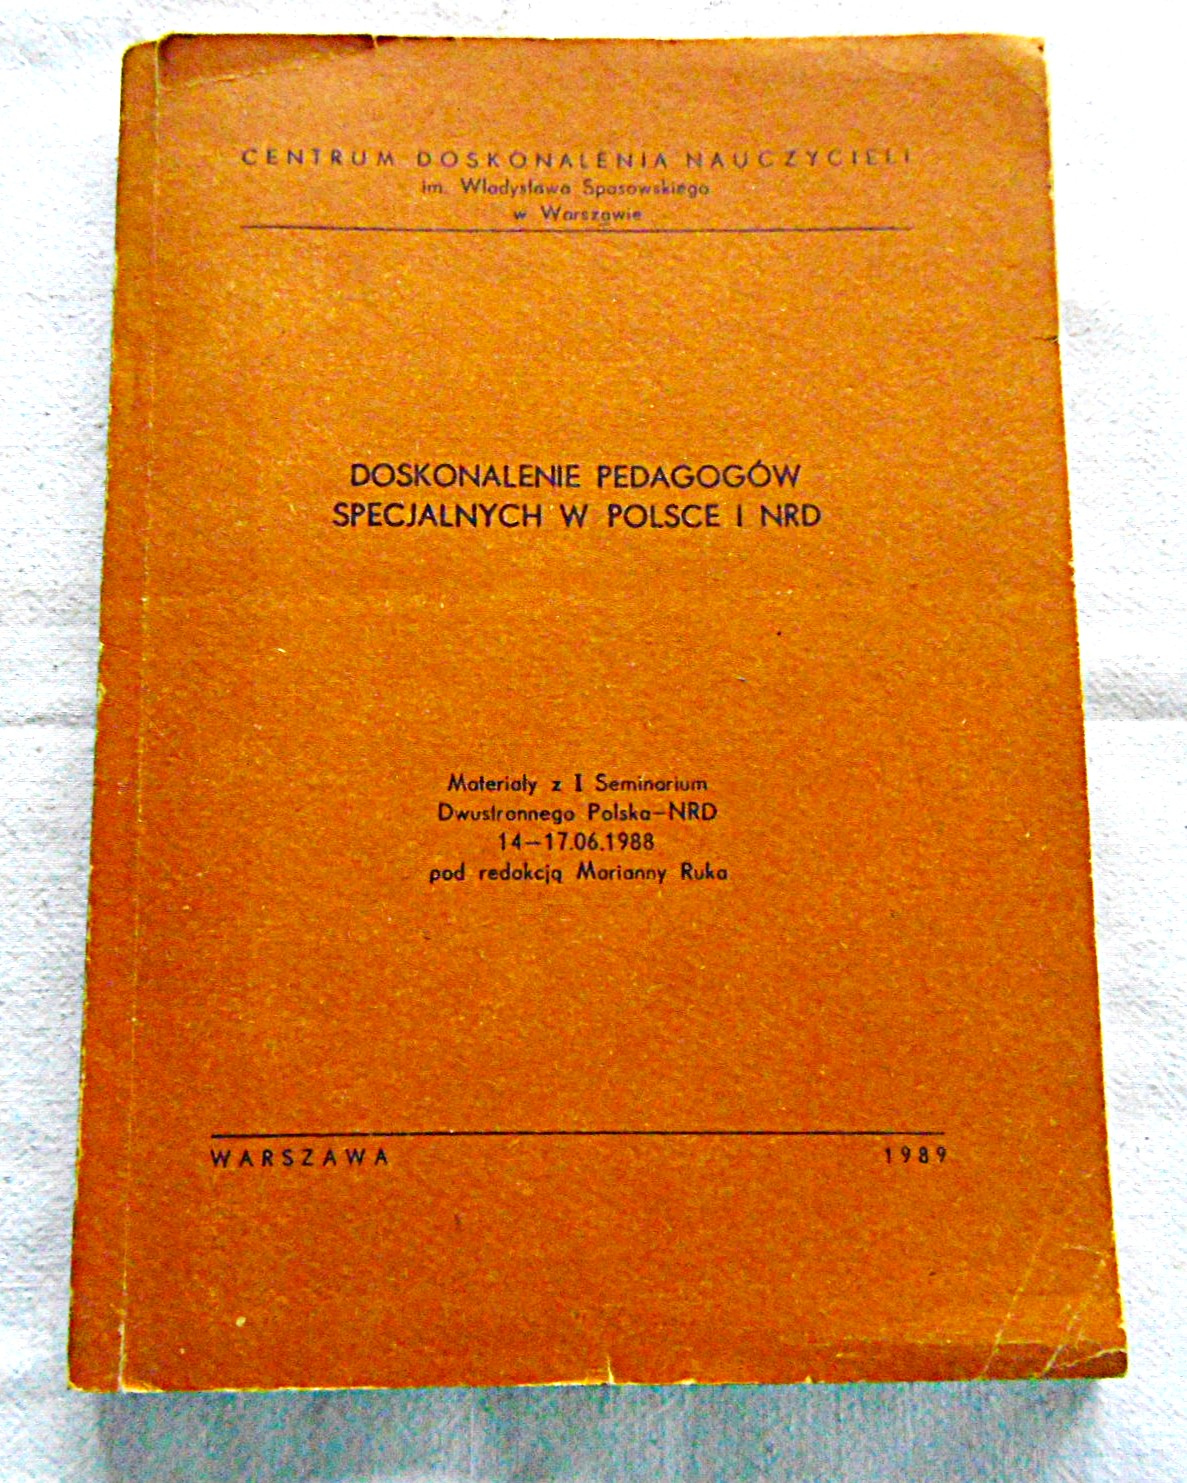 CENTRUM DOSKONALENIA NAUCZYCIELI
im. Władysława Spasowskiego
w Warszawie
DOSKONALENIE PEDAGOGÓW
SPECJALNYCH W POLSCE I NRD
Materiały z I Seminarium
Dwustronnego Polska—NRD
14—17.06.1988
pod redakcją Marianny Ruka
WARSZAWA 1989